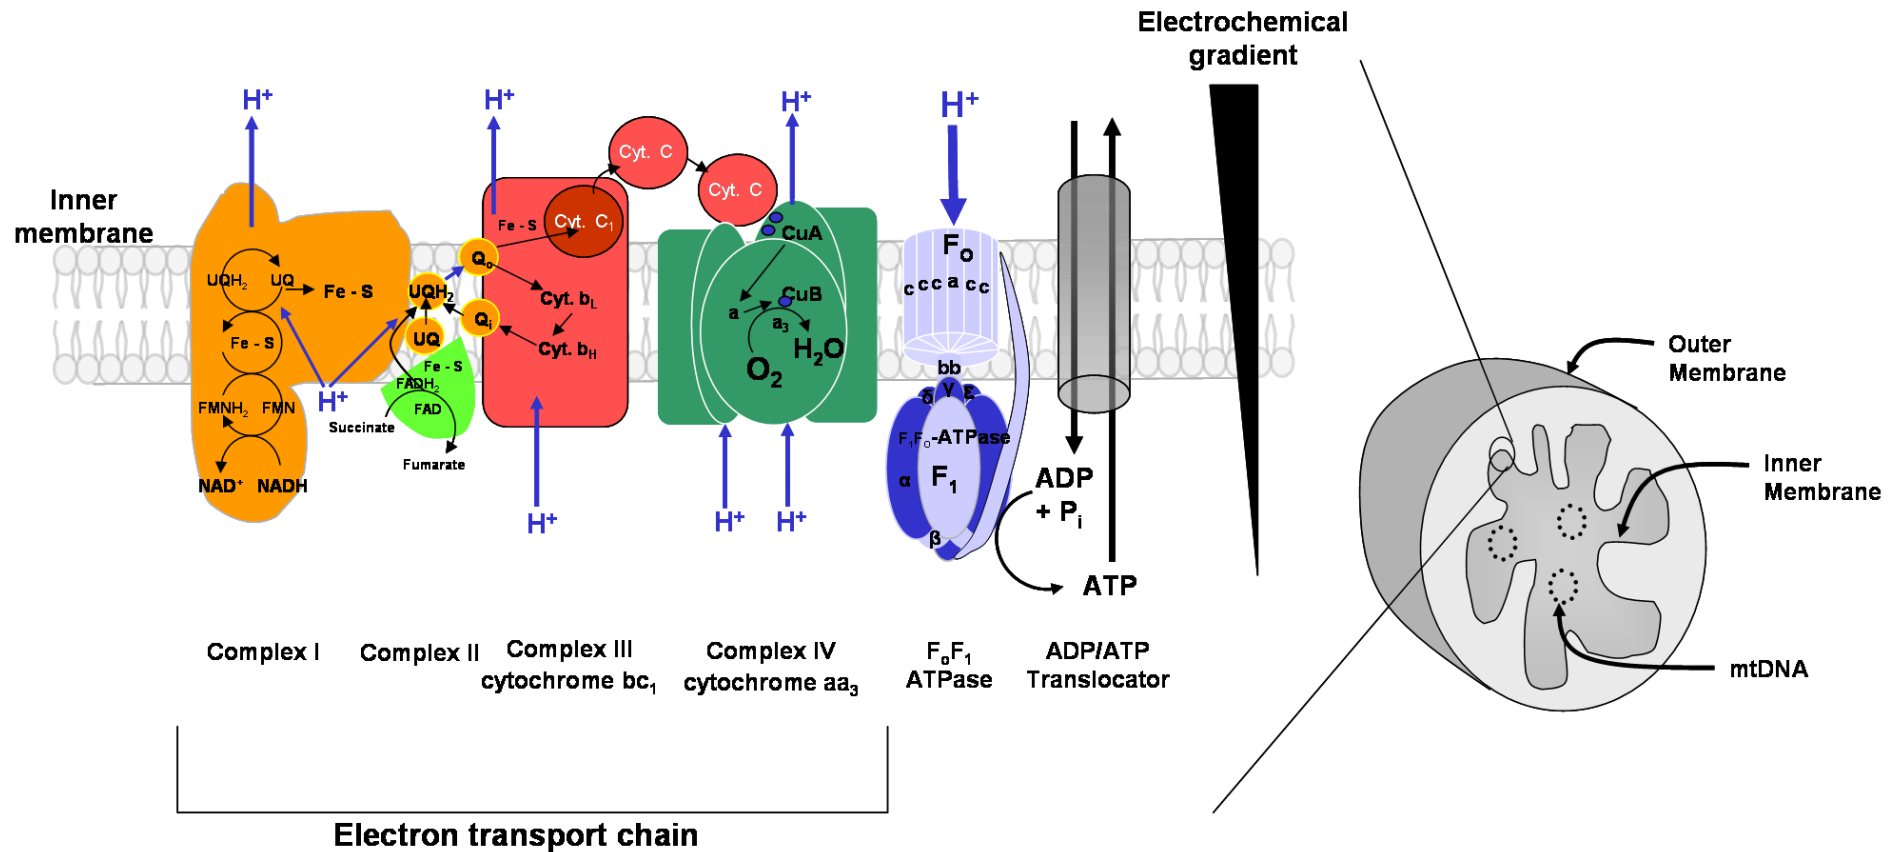 Electrochemical
gradient
H⁺
H⁺
H⁺
H⁺
Inner
membrane
Cyt. C
Cyt. C
Fe - S
Cyt. C₁
CuA
Qₒ
Fₒ
UQH₂
UQ
Fe - S
UQH₂
Cyt. b_L
CuB
a
a₃
c c c a c c
Qᵢ
UQ
Fe - S
Cyt. b_H
H₂O
O₂
Fe - S
FADH₂
FAD
bb
δ γ ε
FMNH₂
FMN
H⁺
Succinate
Fumarate
F₁Fₒ-ATPase
α
F₁
β
NAD⁺
NADH
H⁺
H⁺
H⁺
ADP
+ Pᵢ
ATP
Outer
Membrane
Inner
Membrane
mtDNA
Complex I
Complex II
Complex III
cytochrome bc₁
Complex IV
cytochrome aa₃
FₒF₁
ATPase
ADP/ATP
Translocator
Electron transport chain